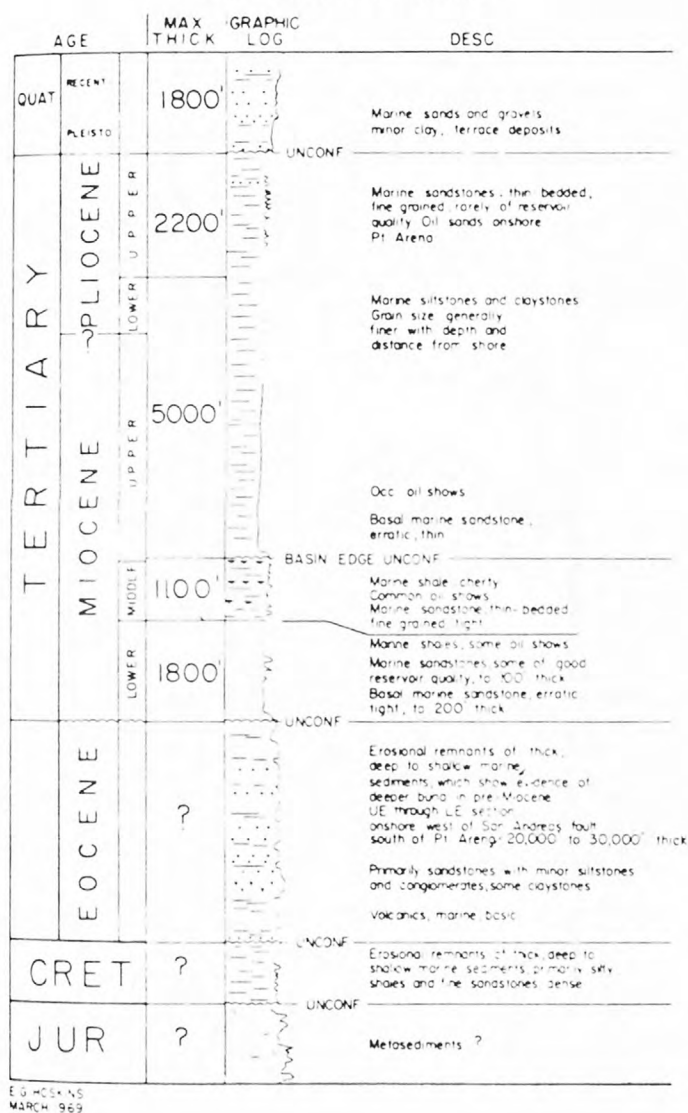 AGE
MAX THICK
GRAPHIC LOG
DESC
QUAT
RECENT
PLEISTO
1800'
Marine sands and gravels
minor clay, terrace deposits
UNCONF
TERTIARY
PLIOCENE
UPPER
2200'
Marine sandstones, thin bedded,
fine grained, rarely of reservoir
quality Oil sands onshore
Pt Arena
LOWER
?
Marine siltstones and claystones
Grain size generally
finer with depth and
distance from shore
MIOCENE
UPPER
5000'
Occ oil shows
Basal marine sandstone,
erratic, thin
BASIN EDGE UNCONF
MIDDLE
1100'
Marine shale, cherty
Common oil shows
Marine sandstone, thin-bedded
fine grained tight
LOWER
1800'
Marine shales, some oil shows
Marine sandstones some of good
reservoir quality, to 100' thick
Basal marine sandstone, erratic
tight, to 200' thick
UNCONF
EOCENE
?
Erosional remnants of thick,
deep to shallow marine
sediments, which show evidence of
deeper burial in pre-Miocene
UE through LE section
onshore west of San Andreas fault
south of Pt Arena-20,000' to 30,000' thick
Primarily sandstones with minor siltstones
and conglomerates, some claystones
Volcanics, marine, basic
UNCONF
CRET
?
Erosional remnants of thick, deep to
shallow marine sediments, primarily silty
shales and fine sandstones dense
UNCONF
JUR
?
Metasediments ?
E G HOSKINS
MARCH 969